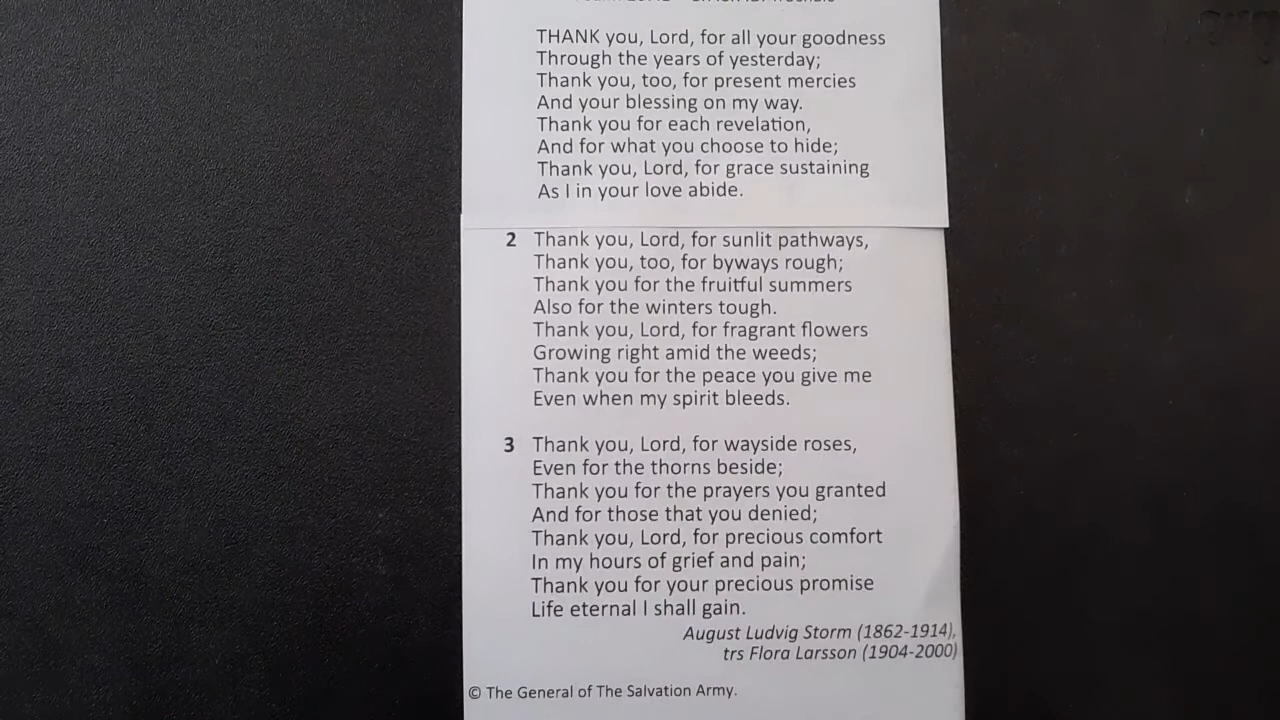 THANK you, Lord, for all your goodness
Through the years of yesterday;
Thank you, too, for present mercies
And your blessing on my way.
Thank you for each revelation,
And for what you choose to hide;
Thank you, Lord, for grace sustaining
As I in your love abide.
2 Thank you, Lord, for sunlit pathways,
Thank you, too, for byways rough;
Thank you for the fruitful summers
Also for the winters tough.
Thank you, Lord, for fragrant flowers
Growing right amid the weeds;
Thank you for the peace you give me
Even when my spirit bleeds.
3 Thank you, Lord, for wayside roses,
Even for the thorns beside;
Thank you for the prayers you granted
And for those that you denied;
Thank you, Lord, for precious comfort
In my hours of grief and pain;
Thank you for your precious promise
Life eternal I shall gain.
August Ludvig Storm (1862-1914),
trs Flora Larsson (1904-2000)
© The General of The Salvation Army.